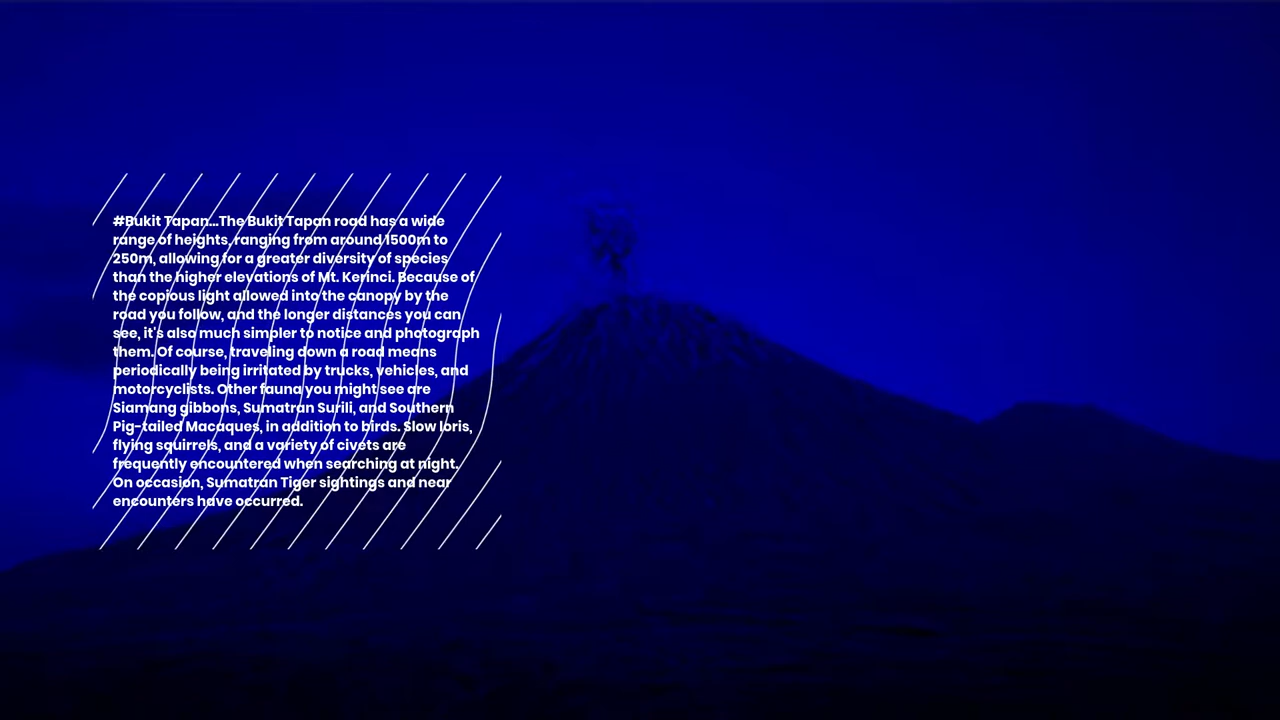 #Bukit Tapan...The Bukit Tapan road has a wide
range of heights, ranging from around 1500m to
250m, allowing for a greater diversity of species
than the higher elevations of Mt. Kerinci. Because of
the copious light allowed into the canopy by the
road you follow, and the longer distances you can
see, it's also much simpler to notice and photograph
them. Of course, traveling down a road means
periodically being irritated by trucks, vehicles, and
motorcyclists. Other fauna you might see are
Siamang gibbons, Sumatran Surili, and Southern
Pig-tailed Macaques, in addition to birds. Slow loris,
flying squirrels, and a variety of civets are
frequently encountered when searching at night.
On occasion, Sumatran Tiger sightings and near
encounters have occurred.